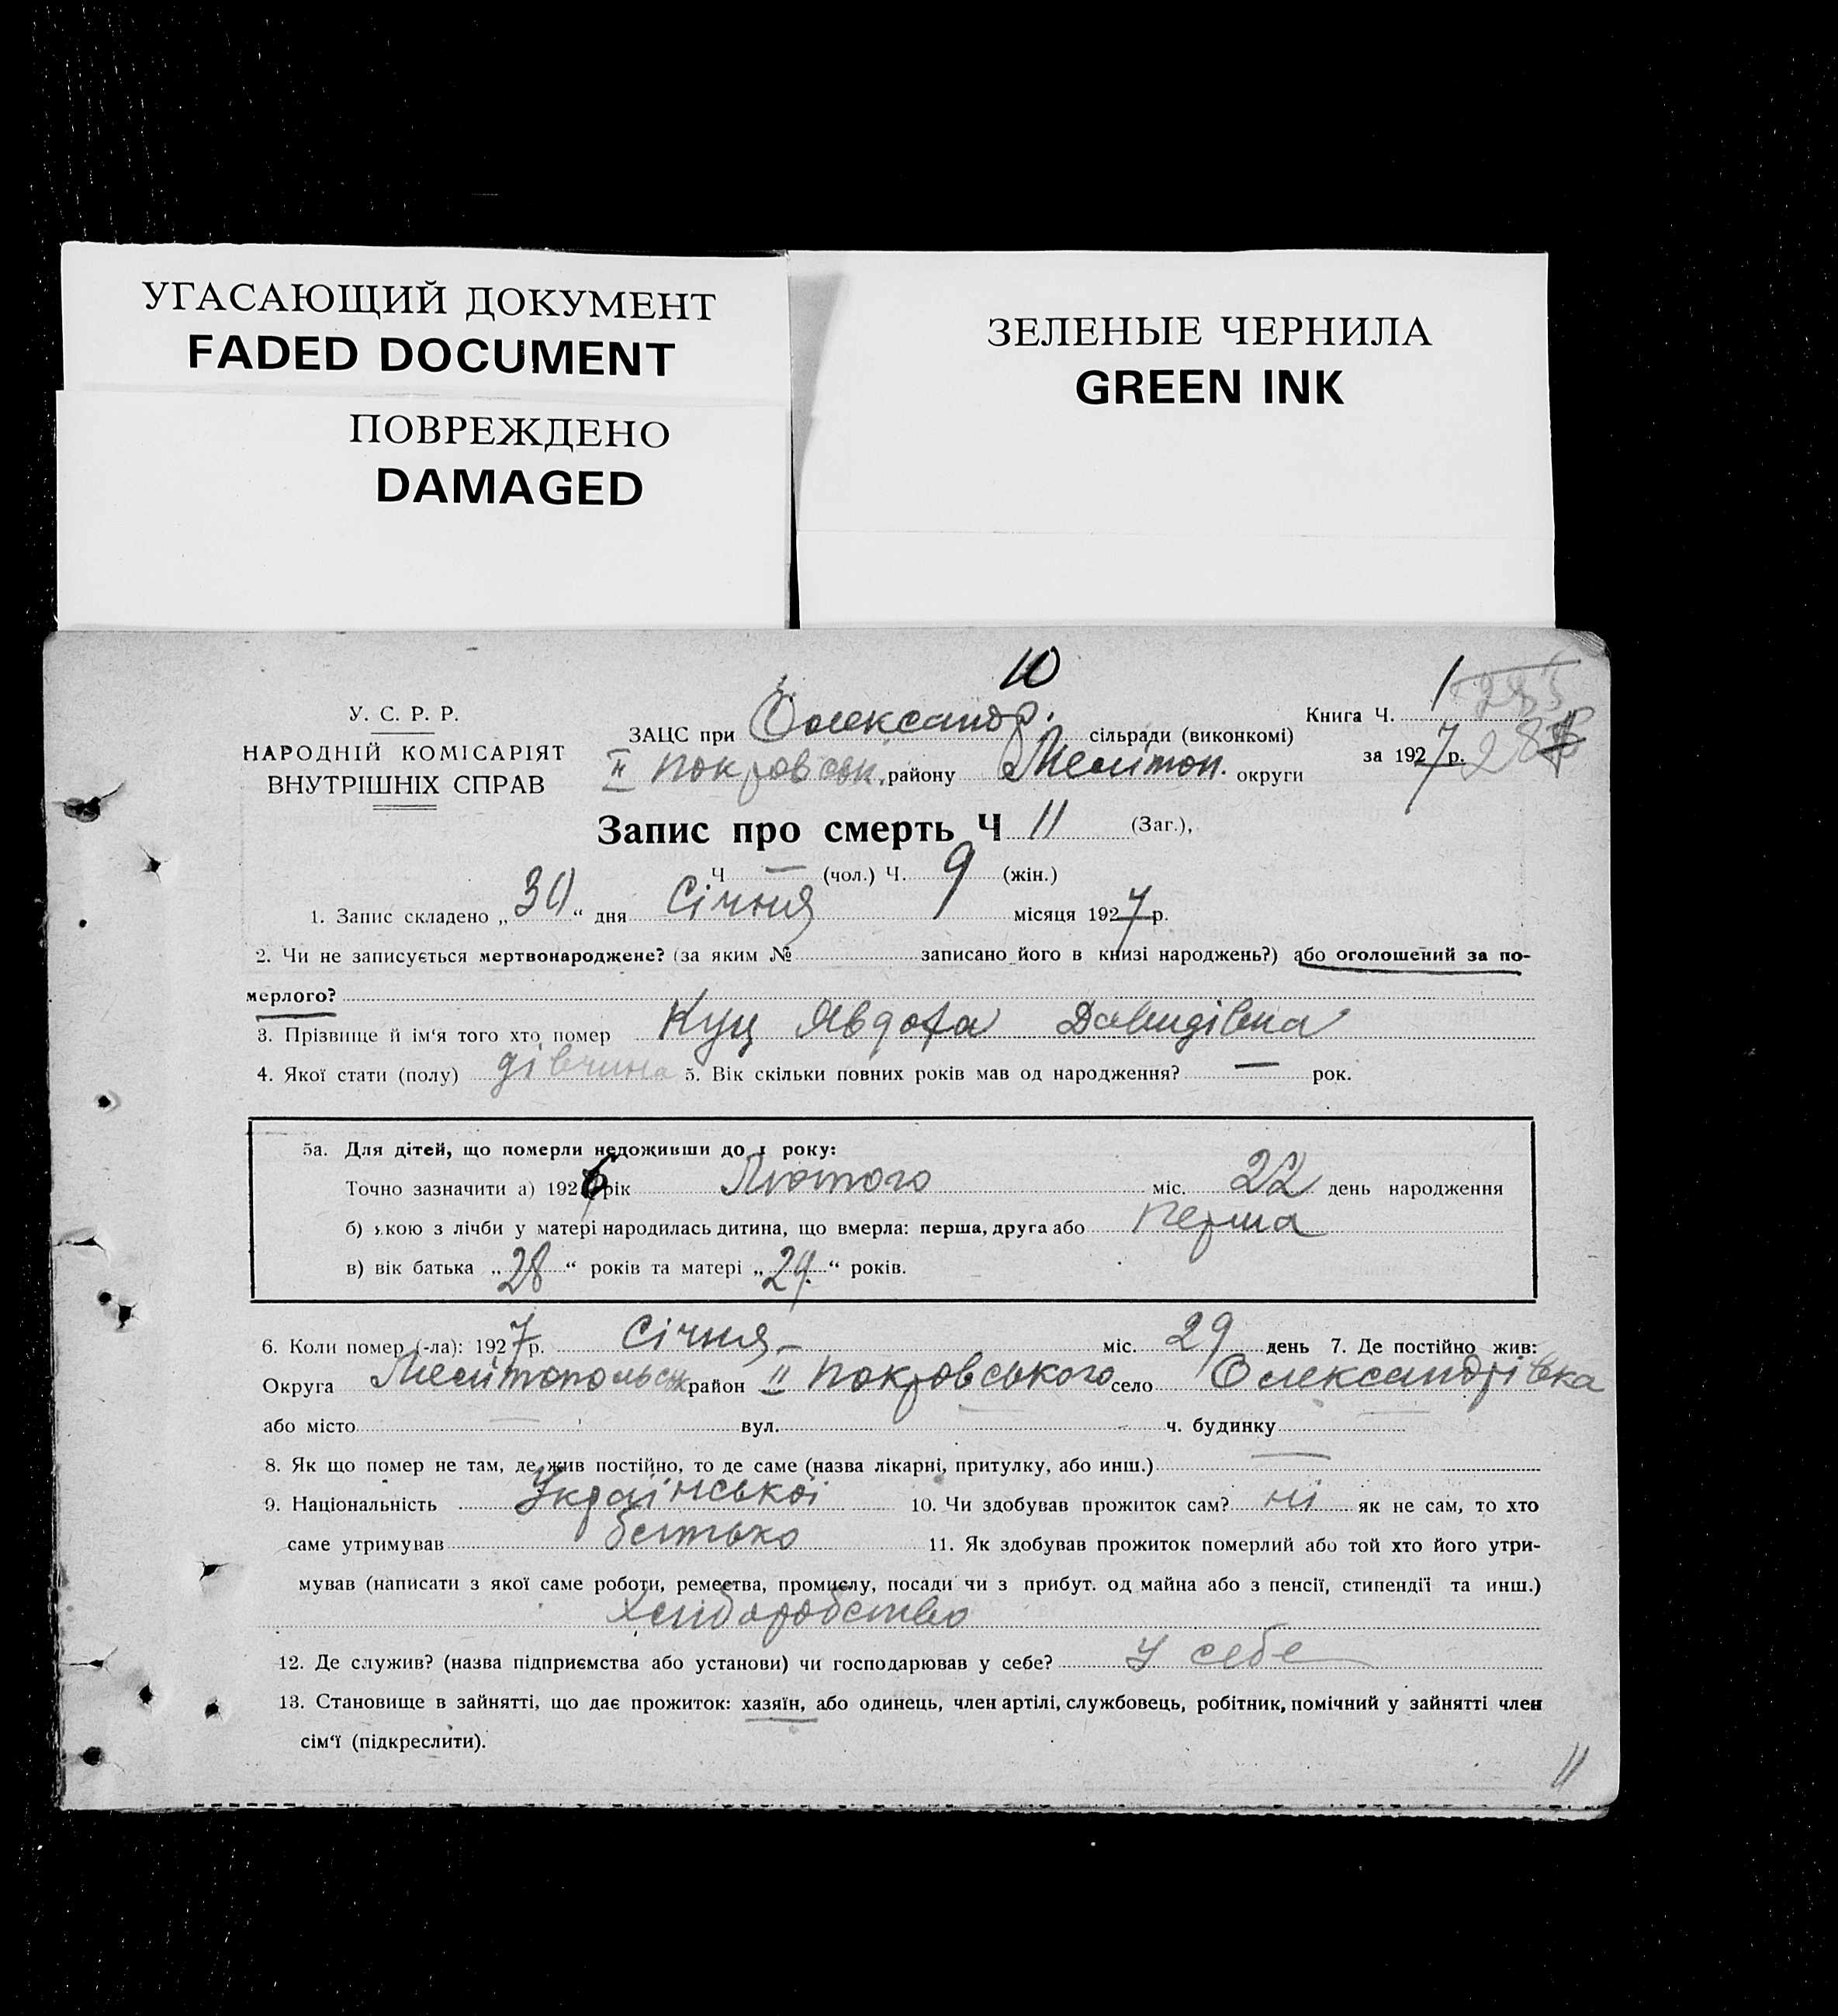 УГАСАЮЩИЙ ДОКУМЕНТ
FADED DOCUMENT
ПОВРЕЖДЕНО
DAMAGED
ЗЕЛЕНЫЕ ЧЕРНИЛА
GREEN INK
10
У. С. Р. Р.
НАРОДНІЙ КОМІСАРІЯТ
ВНУТРІШНІХ СПРАВ
ЗАЦС при Олександр. сільради (виконкомі)
II Покровськ. району Мелітоп. округи
Книга Ч. 1
за 1927 р.
Запис про смерть Ч 11 (Заг.),
Ч — (чол.) Ч. 9 (жін.)
1. Запис складено „30“ дня Січня місяця 1927 р.
2. Чи не записується мертвонароджене? (за яким № записано його в книзі народжень?) або оголошений за по-
мерлого?
3. Прізвище й ім‘я того хто помер Куц Явдоха Давидівна
4. Якої стати (полу) дівчина 5. Вік скільки повних років мав од народження? — рок.
5а. Для дітей, що померли недоживши до 1 року:
Точно зазначити а) 1926 рік Лютого міс. 22 день народження
б) якою з лічби у матері народилась дитина, що вмерла: перша, друга або перша
в) вік батька „28“ років та матері „24.“ років.
6. Коли помер (-ла): 1927 р. Січня — міс. 29 день 7. Де постійно жив:
Округа Мелітопольськ район II Покровського село Олександрівка
або місто вул. ч. будинку
8. Як що помер не там, де жив постійно, то де саме (назва лікарні, притулку, або инш.) —
9. Національність Української 10. Чи здобував прожиток сам? ні як не сам, то хто
саме утримував батько 11. Як здобував прожиток померлий або той хто його утри-
мував (написати з якої саме роботи, ремества, промислу, посади чи з прибут. од майна або з пенсії, стипендії та инш.)
Хліборобство
12. Де служив? (назва підприємства або установи) чи господарював у себе? у себе
13. Становище в зайнятті, що дає прожиток: хазяїн, або одинець, член артілі, службовець, робітник, помічний у зайнятті член
сім‘ї (підкреслити).
11